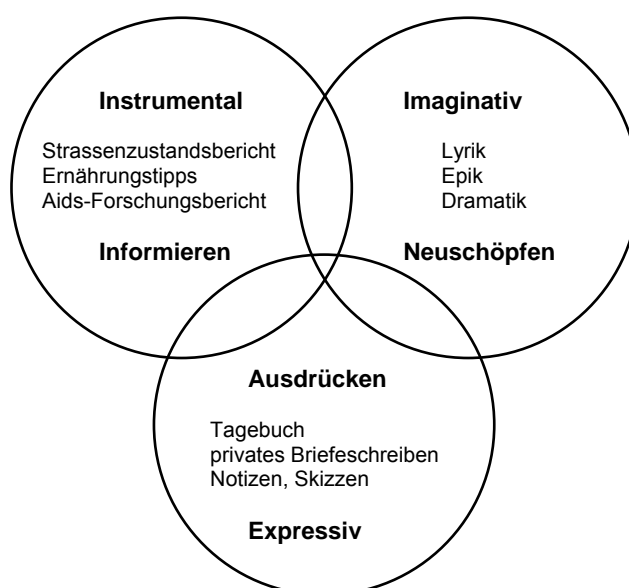 Instrumental
Strassenzustandsbericht
Ernährungstipps
Aids-Forschungsbericht
Informieren
Imaginativ
Lyrik
Epik
Dramatik
Neuschöpfen
Ausdrücken
Tagebuch
privates Briefeschreiben
Notizen, Skizzen
Expressiv